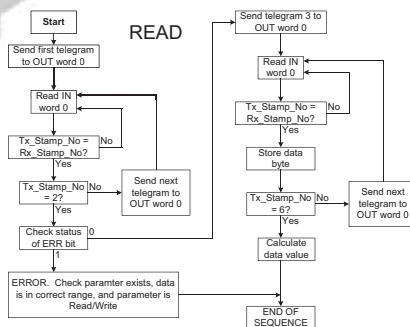 Start
READ
Send first telegram
to OUT word 0
Read IN
word 0
Tx_Stamp_No =
Rx_Stamp_No?
No
Yes
Tx_Stamp_No
= 2?
No
Send next
telegram to
OUT word 0
Yes
Check status
of ERR bit
0
1
ERROR. Check paramter exists, data
is in correct range, and parameter is
Read/Write
Send telegram 3 to
OUT word 0
Read IN
word 0
Tx_Stamp_No =
Rx_Stamp_No?
No
Yes
Store data
byte
Tx_Stamp_No
= 6?
No
Send next
telegram to
OUT word 0
Yes
Calculate
data value
END OF
SEQUENCE